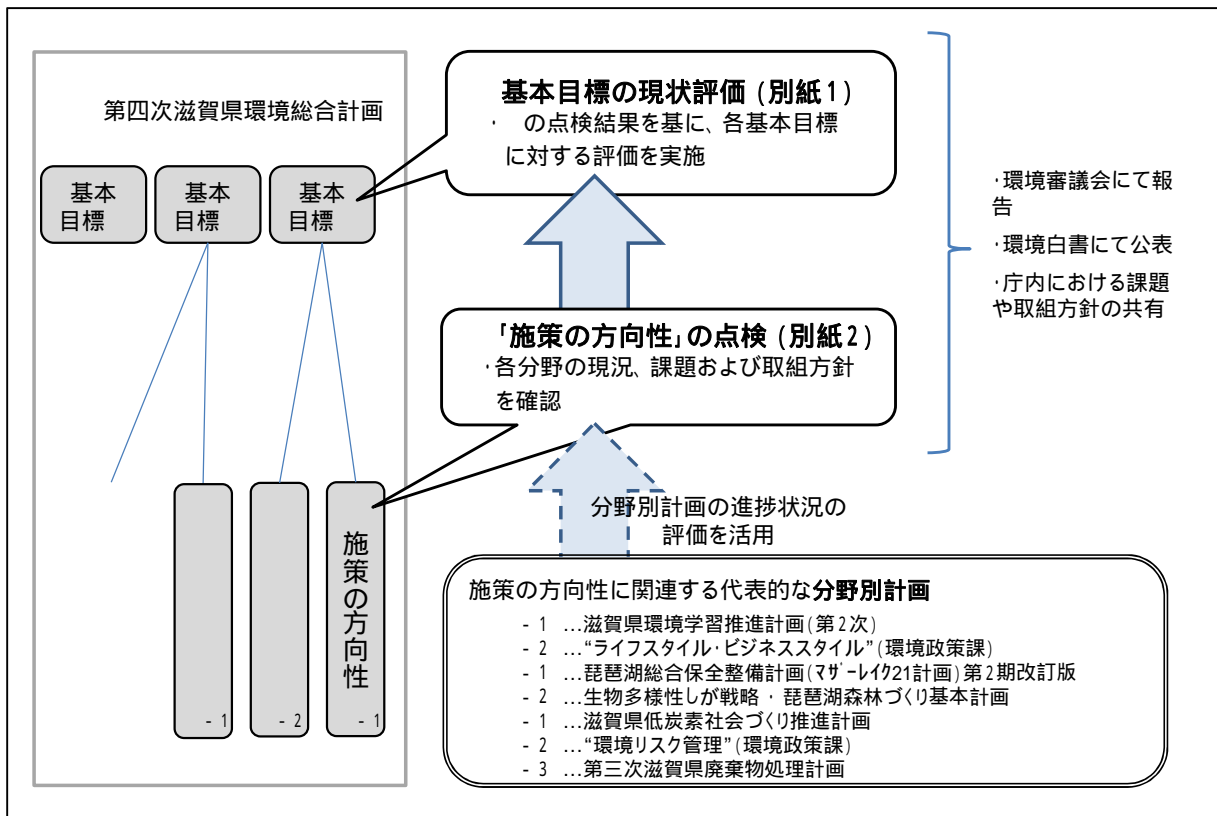 第四次滋賀県環境総合計画
基本
目標
基本
目標
基本
目標
施策の方向性
- 1
- 2
- 1
基本目標の現状評価（別紙1）
・　の点検結果を基に、各基本目標
に対する評価を実施
「施策の方向性」の点検（別紙2）
・各分野の現況、課題および取組方針
を確認
分野別計画の進捗状況の
評価を活用
施策の方向性に関連する代表的な分野別計画
- 1 …滋賀県環境学習推進計画(第2次)
- 2 …“ライフスタイル・ビジネススタイル”(環境政策課)
- 1 …琵琶湖総合保全整備計画(ﾏｻﾞｰﾚｲｸ21計画)第2期改訂版
- 2 …生物多様性しが戦略・琵琶湖森林づくり基本計画
- 1 …滋賀県低炭素社会づくり推進計画
- 2 …“環境リスク管理”(環境政策課)
- 3 …第三次滋賀県廃棄物処理計画
・環境審議会にて報
告
・環境白書にて公表
・庁内における課題
や取組方針の共有